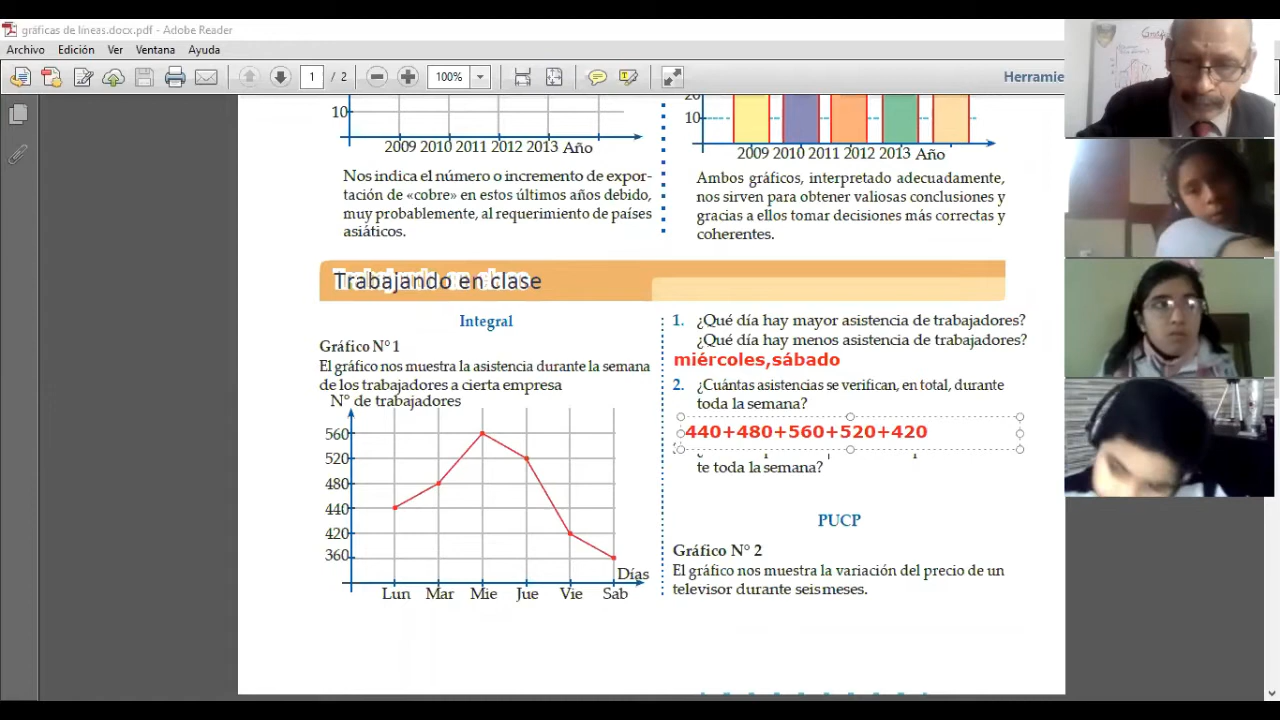 gráficas de líneas.docx.pdf - Adobe Reader
Archivo Edición Ver Ventana Ayuda
1 / 2 100% Herramie
10
2009 2010 2011 2012 2013 Año
Nos indica el número o incremento de expor-
tación de «cobre» en estos últimos años debido,
muy probablemente, al requerimiento de países
asiáticos.
20
10
2009 2010 2011 2012 2013 Año
Ambos gráficos, interpretado adecuadamente,
nos sirven para obtener valiosas conclusiones y
gracias a ellos tomar decisiones más correctas y
coherentes.
Trabajando en clase
Integral
Gráfico N° 1
El gráfico nos muestra la asistencia durante la semana
de los trabajadores a cierta empresa
N° de trabajadores
560
520
480
440
420
360
Días
Lun Mar Mie Jue Vie Sab
1. ¿Qué día hay mayor asistencia de trabajadores?
¿Qué día hay menos asistencia de trabajadores?
miércoles,sábado
2. ¿Cuántas asistencias se verifican, en total, durante
toda la semana?
440+480+560+520+420
te toda la semana?
PUCP
Gráfico N° 2
El gráfico nos muestra la variación del precio de un
televisor durante seis meses.